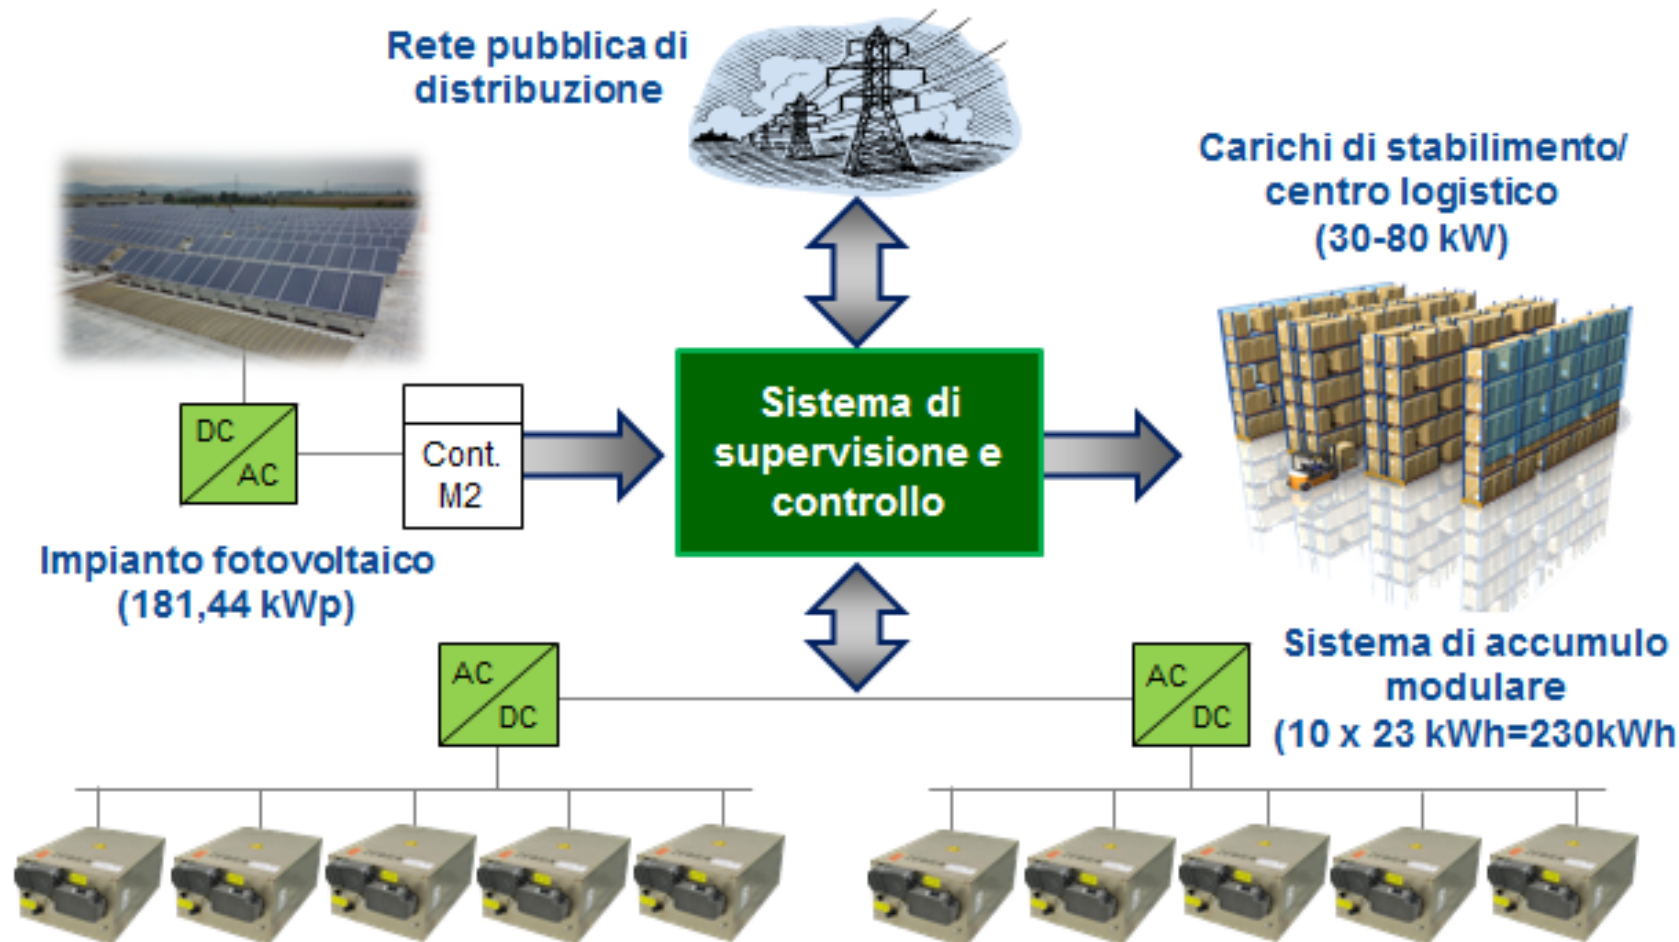 Rete pubblica di
distribuzione
Carichi di stabilimento/
centro logistico
(30-80 kW)
DC
AC
Cont.
M2
Sistema di
supervisione e
controllo
Impianto fotovoltaico
(181,44 kWp)
AC
DC
AC
DC
Sistema di accumulo
modulare
(10 x 23 kWh=230kWh